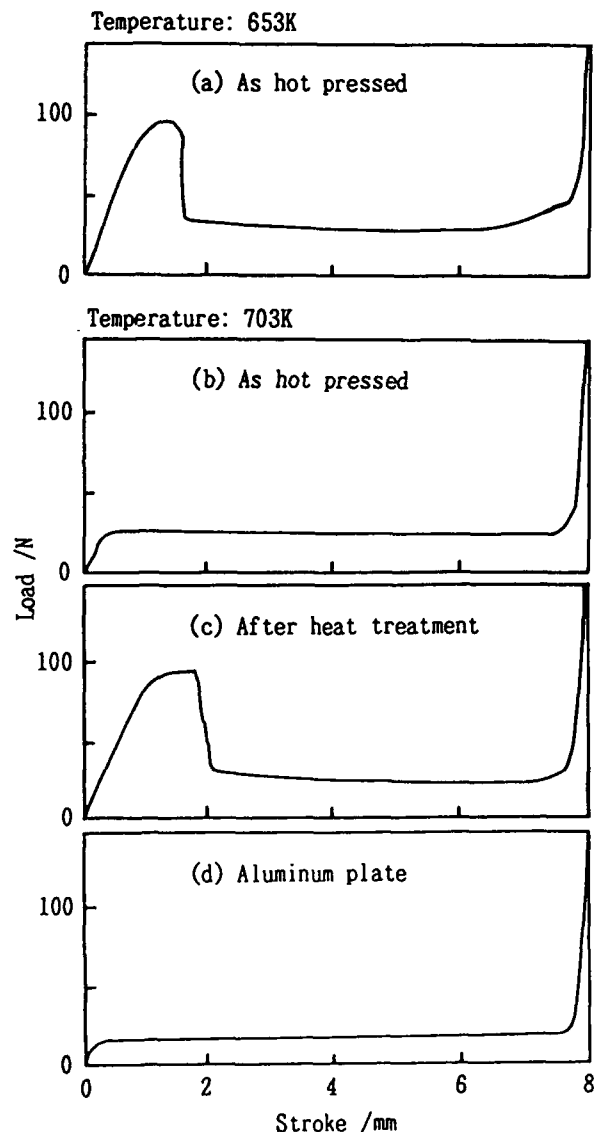 Temperature: 653K
(a) As hot pressed
100
0
Temperature: 703K
(b) As hot pressed
100
0
Load /N
(c) After heat treatment
100
0
(d) Aluminum plate
100
0
0 2 4 6 8
Stroke /mm